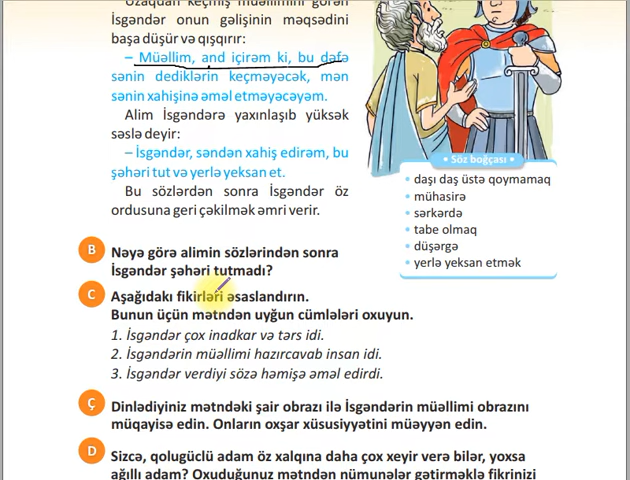 Uzaqdan keçmiş müəllimini görən
İsgəndər onun gəlişinin məqsədini
başa düşür və qışqırır:
– Müəllim, and içirəm ki, bu dəfə
sənin dediklərin keçməyəcək, mən
sənin xahişinə əməl etməyəcəyəm.
Alim İsgəndərə yaxınlaşıb yüksək
səslə deyir:
– İsgəndər, səndən xahiş edirəm, bu
şəhəri tut və yerlə yeksan et.
Bu sözlərdən sonra İsgəndər öz
ordusuna geri çəkilmək əmri verir.
• Söz boğçası •
• daşı daş üstə qoymamaq
• mühasirə
• sərkərdə
• tabe olmaq
• düşərgə
• yerlə yeksan etmək
B Nəyə görə alimin sözlərindən sonra
İsgəndər şəhəri tutmadı?
C Aşağıdakı fikirləri əsaslandırın.
Bunun üçün mətndən uyğun cümlələri oxuyun.
1. İsgəndər çox inadkar və tərs idi.
2. İsgəndərin müəllimi hazırcavab insan idi.
3. İsgəndər verdiyi sözə həmişə əməl edirdi.
Ç Dinlədiyiniz mətndəki şair obrazı ilə İsgəndərin müəllimi obrazını
müqayisə edin. Onların oxşar xüsusiyyətini müəyyən edin.
D Sizcə, qolugüclü adam öz xalqına daha çox xeyir verə bilər, yoxsa
ağıllı adam? Oxuduğunuz mətndən nümunələr gətirməklə fikrinizi